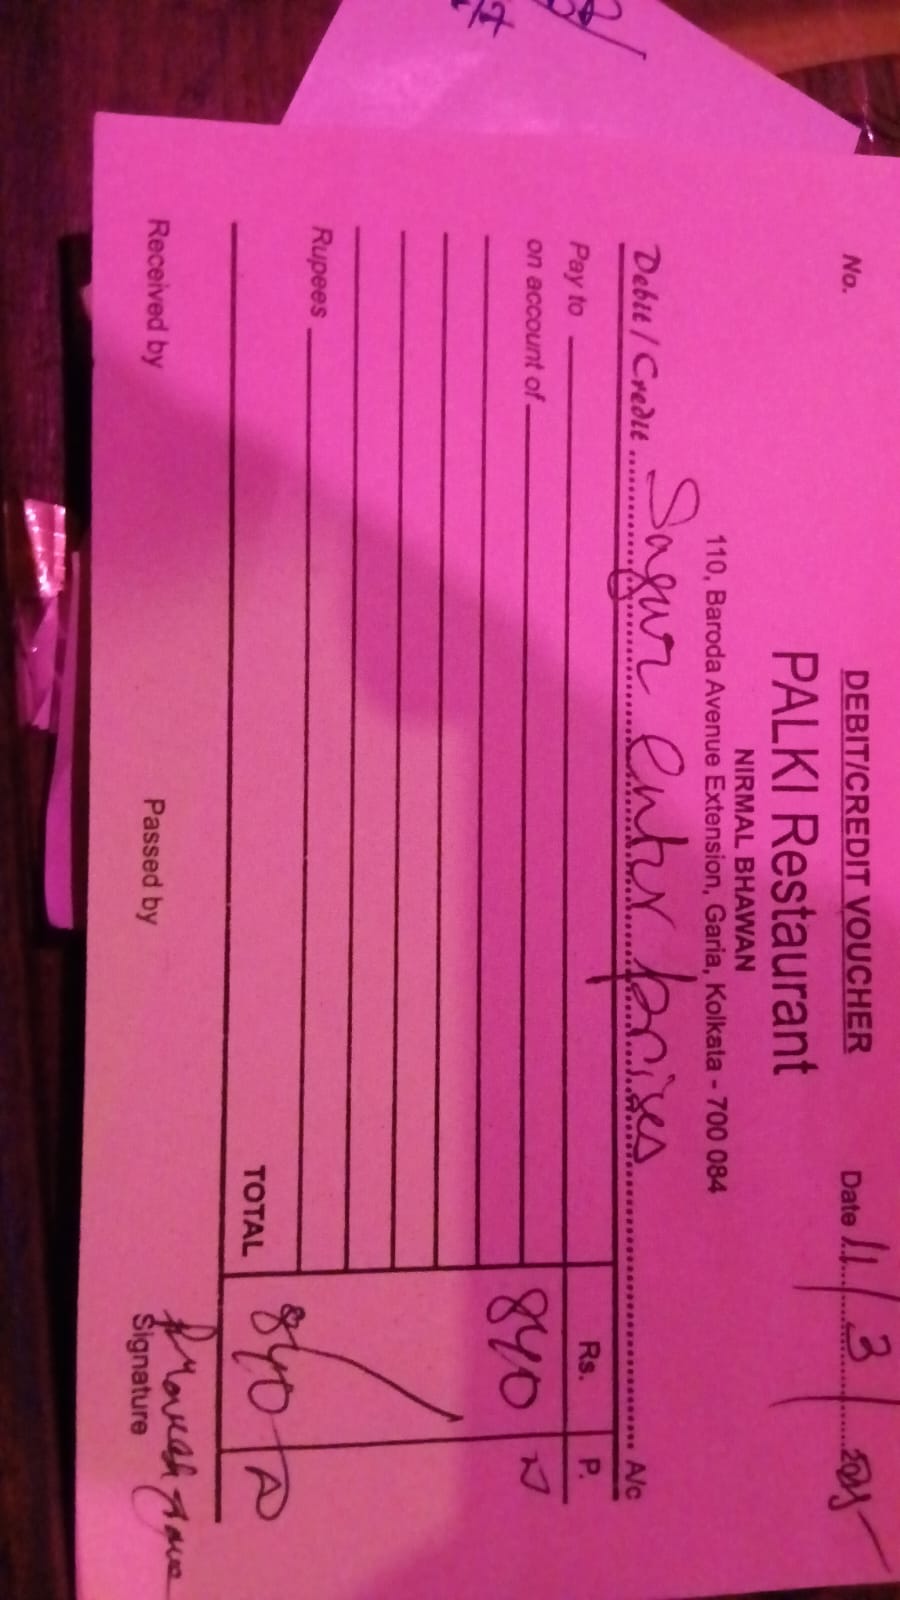 DEBIT/CREDIT VOUCHER
PALKI Restaurant
NIRMAL BHAWAN
110, Baroda Avenue Extension, Garia, Kolkata - 700 084
No.
Date 11/3/2025
Debit / Credit Sagur enterprises A/c
Rs. P.
Pay to
on account of 840
Rupees
TOTAL 840
Received by Passed by Signature